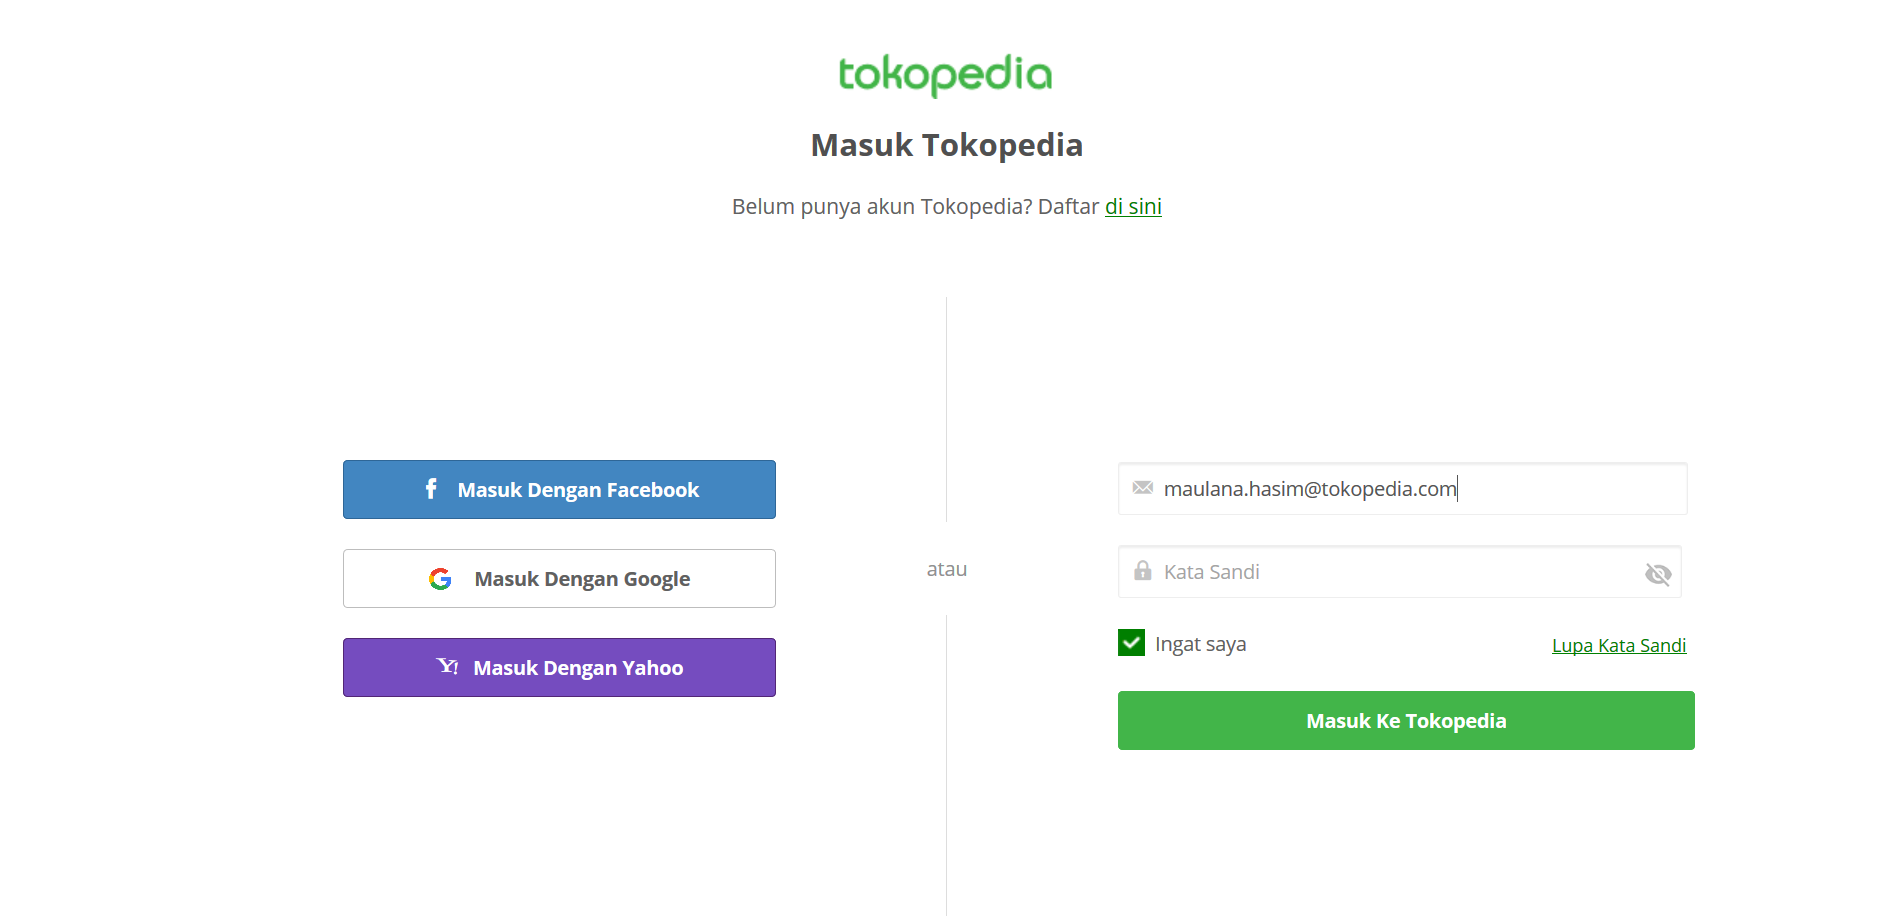 tokopedia
Masuk Tokopedia
Belum punya akun Tokopedia? Daftar di sini
Masuk Dengan Facebook
Masuk Dengan Google
Masuk Dengan Yahoo
atau
maulana.hasim@tokopedia.com
Kata Sandi
Ingat saya
Lupa Kata Sandi
Masuk Ke Tokopedia